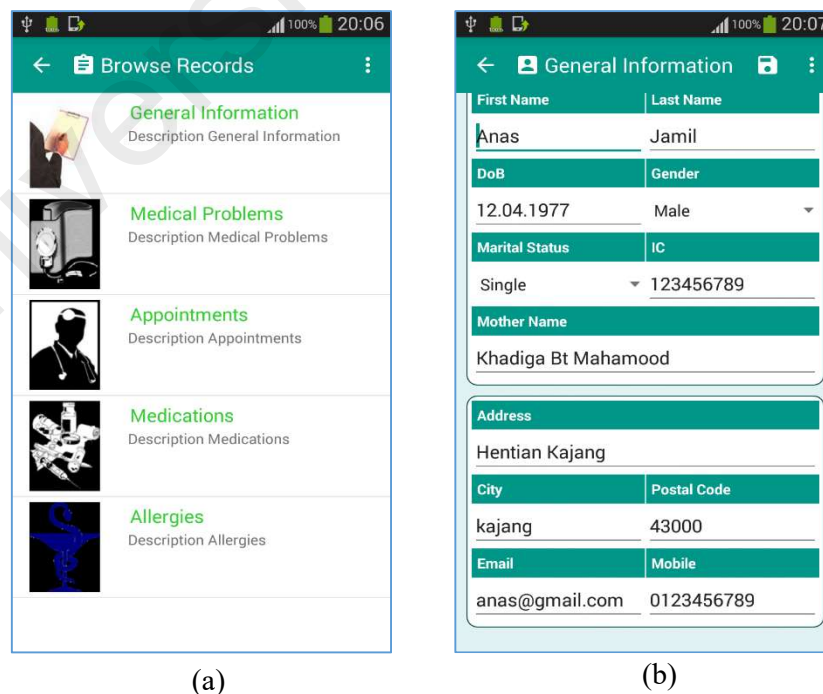 100% 20:06
Browse Records
General Information
Description General Information
Medical Problems
Description Medical Problems
Appointments
Description Appointments
Medications
Description Medications
Allergies
Description Allergies
(a)
100% 20:07
General Information
First Name Last Name
Anas Jamil
DoB Gender
12.04.1977 Male
Marital Status IC
Single 123456789
Mother Name
Khadiga Bt Mahamood
Address
Hentian Kajang
City Postal Code
kajang 43000
Email Mobile
anas@gmail.com 0123456789
(b)